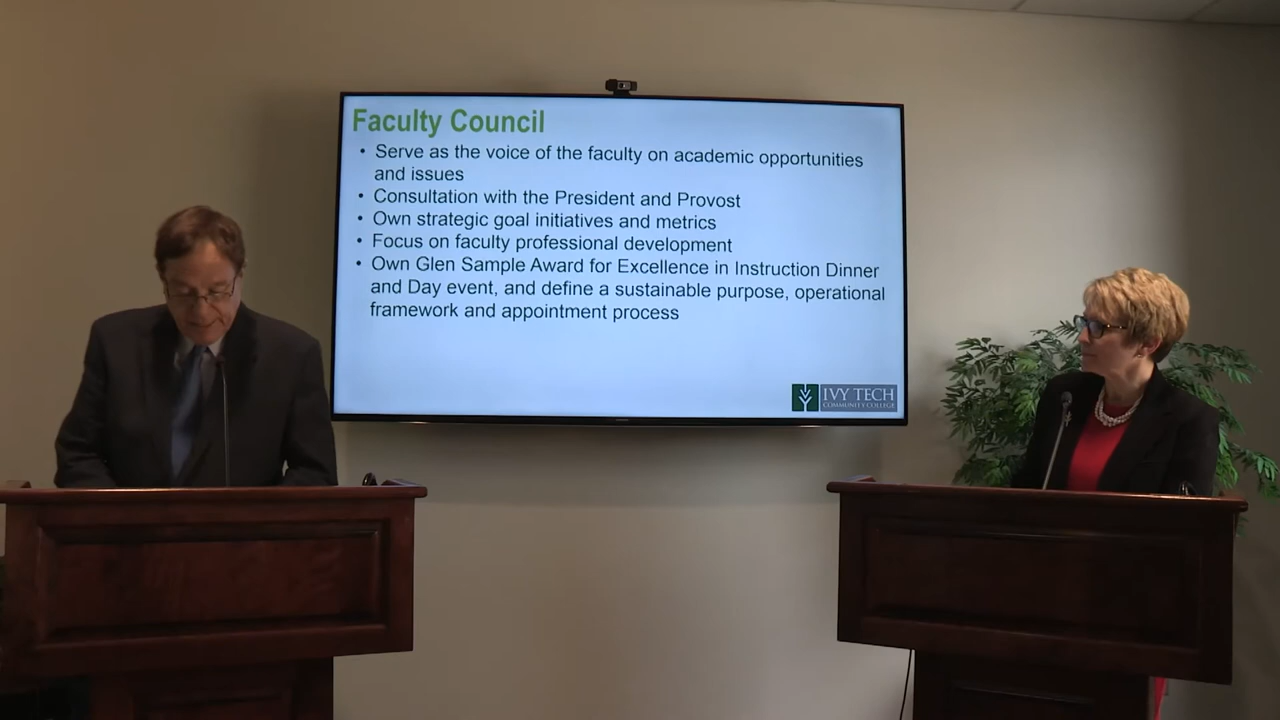 Faculty Council
• Serve as the voice of the faculty on academic opportunities
and issues
• Consultation with the President and Provost
• Own strategic goal initiatives and metrics
• Focus on faculty professional development
• Own Glen Sample Award for Excellence in Instruction Dinner
and Day event, and define a sustainable purpose, operational
framework and appointment process
IVY TECH
COMMUNITY COLLEGE